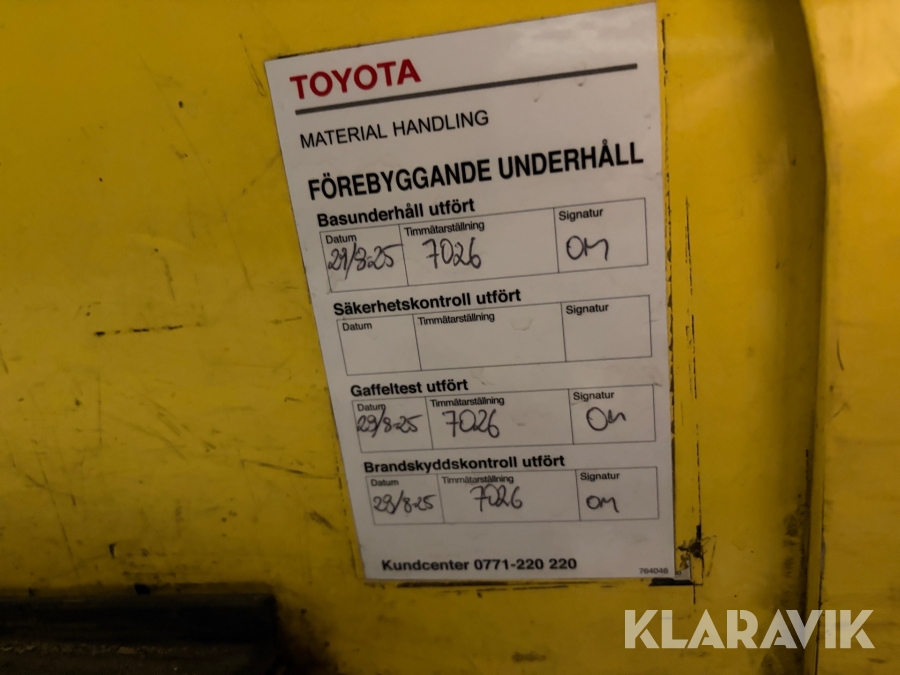 TOYOTA
MATERIAL HANDLING
FÖREBYGGANDE UNDERHÅLL
Basunderhåll utfört
Datum Timmätarställning Signatur
29/8-25 7026 OM
Säkerhetskontroll utfört
Datum Timmätarställning Signatur
Gaffeltest utfört
Datum Timmätarställning Signatur
29/8-25 7026 OM
Brandskyddskontroll utfört
Datum Timmätarställning Signatur
29/8-25 7026 OM
Kundcenter 0771-220 220
764046
KLARAVIK